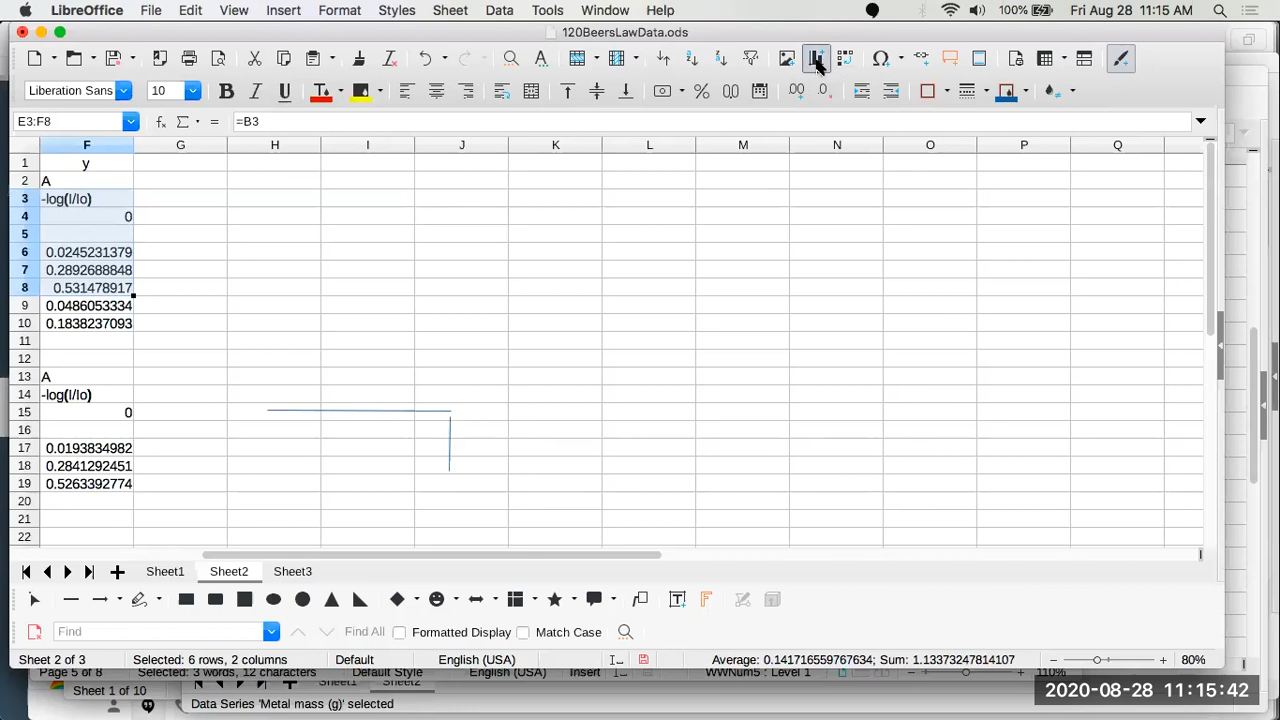 LibreOffice File Edit View Insert Format Styles Sheet Data Tools Window Help 100% Fri Aug 28 11:15 AM
120BeersLawData.ods
Liberation Sans 10
E3:F8 =B3
F G H I J K L M N O P Q
1 y
2 A
3 -log(I/Io)
4 0
5
6 0.0245231379
7 0.2892688848
8 0.531478917
9 0.0486053334
10 0.1838237093
11
12
13 A
14 -log(I/Io)
15 0
16
17 0.0193834982
18 0.2841292451
19 0.5263392774
20
21
22
Sheet1 Sheet2 Sheet3
Find Find All Formatted Display Match Case
Sheet 2 of 3 Selected: 6 rows, 2 columns Default English (USA) Average: 0.141716559767634; Sum: 1.13373247814107 80%
Page 5 of 8 Selected: 3 words, 12 characters Default Style English (USA) Insert WWNum5 : Level 1 110%
Sheet 1 of 10 Sheet1 Sheet2
Data Series 'Metal mass (g)' selected
2020-08-28 11:15:42